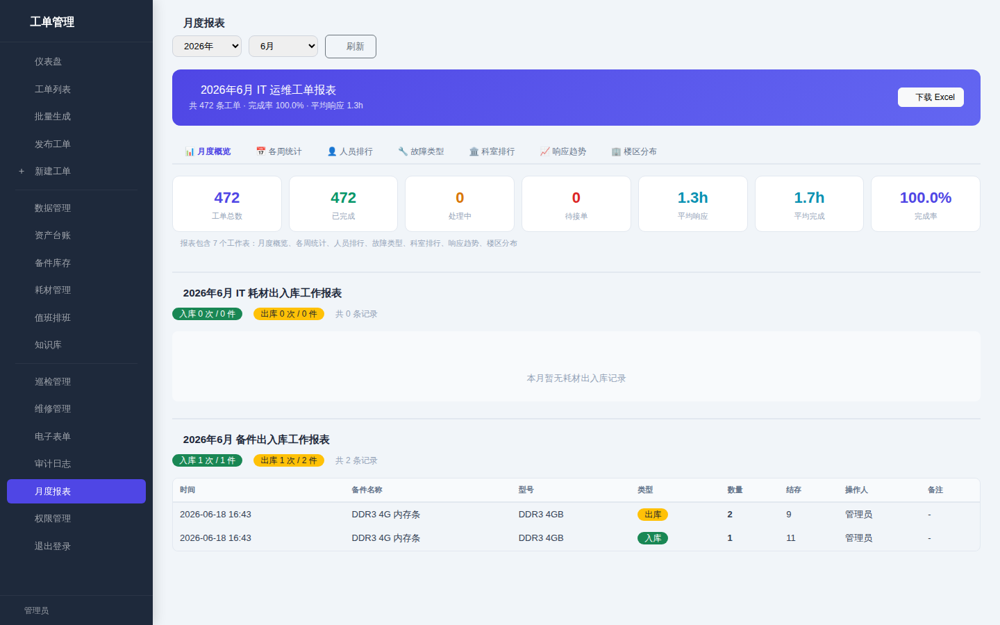 工单管理
仪表盘
工单列表
批量生成
发布工单
+ 新建工单
数据管理
资产台账
备件库存
耗材管理
值班排班
知识库
巡检管理
维修管理
电子表单
审计日志
月度报表
权限管理
退出登录
管理员
月度报表
2026年 6月 刷新
2026年6月 IT 运维工单报表
共 472 条工单 · 完成率 100.0% · 平均响应 1.3h
下载 Excel
📊 月度概览 📅 各周统计 👤 人员排行 🔧 故障类型 🏛️ 科室排行 📈 响应趋势 🏢 楼区分布
472 472 0 0 1.3h 1.7h 100.0%
工单总数 已完成 处理中 待接单 平均响应 平均完成 完成率
报表包含 7 个工作表：月度概览、各周统计、人员排行、故障类型、科室排行、响应趋势、楼区分布
2026年6月 IT 耗材出入库工作报表
入库 0 次 / 0 件 出库 0 次 / 0 件 共 0 条记录
本月暂无耗材出入库记录
2026年6月 备件出入库工作报表
入库 1 次 / 1 件 出库 1 次 / 2 件 共 2 条记录
时间 备件名称 型号 类型 数量 结存 操作人 备注
2026-06-18 16:43 DDR3 4G 内存条 DDR3 4GB 出库 2 9 管理员 -
2026-06-18 16:43 DDR3 4G 内存条 DDR3 4GB 入库 1 11 管理员 -